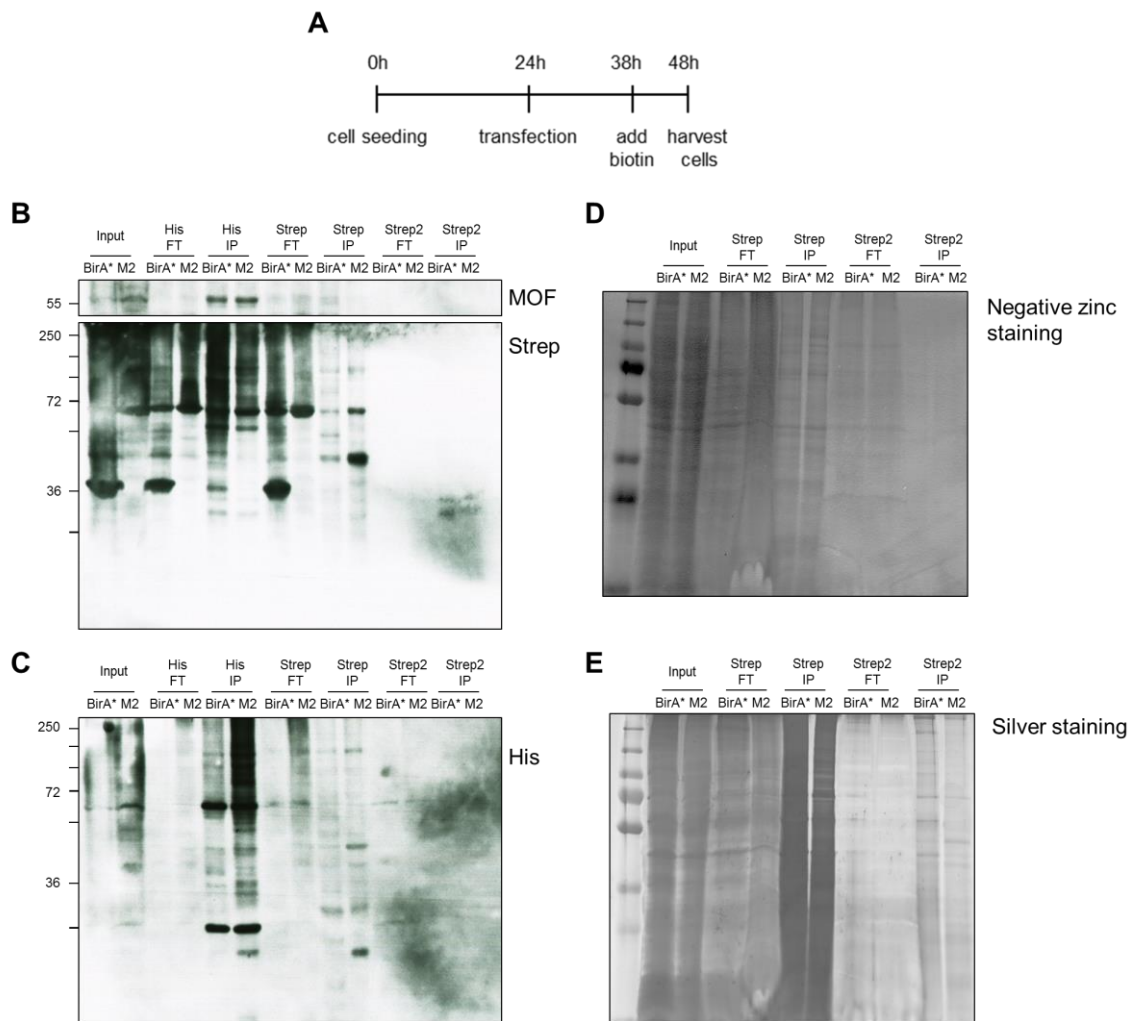 A
0h 24h 38h 48h
cell seeding transfection add biotin harvest cells
B
Input His FT His IP Strep FT Strep IP Strep2 FT Strep2 IP
BirA* M2 BirA* M2 BirA* M2 BirA* M2 BirA* M2 BirA* M2 BirA* M2
55 MOF
250 Strep
72
36
C
Input His FT His IP Strep FT Strep IP Strep2 FT Strep2 IP
BirA* M2 BirA* M2 BirA* M2 BirA* M2 BirA* M2 BirA* M2 BirA* M2
250
His
72
36
D
Input Strep FT Strep IP Strep2 FT Strep2 IP
BirA* M2 BirA* M2 BirA* M2 BirA* M2 BirA* M2
Negative zinc
staining
E
Input Strep FT Strep IP Strep2 FT Strep2 IP
BirA* M2 BirA* M2 BirA* M2 BirA* M2 BirA* M2
Silver staining